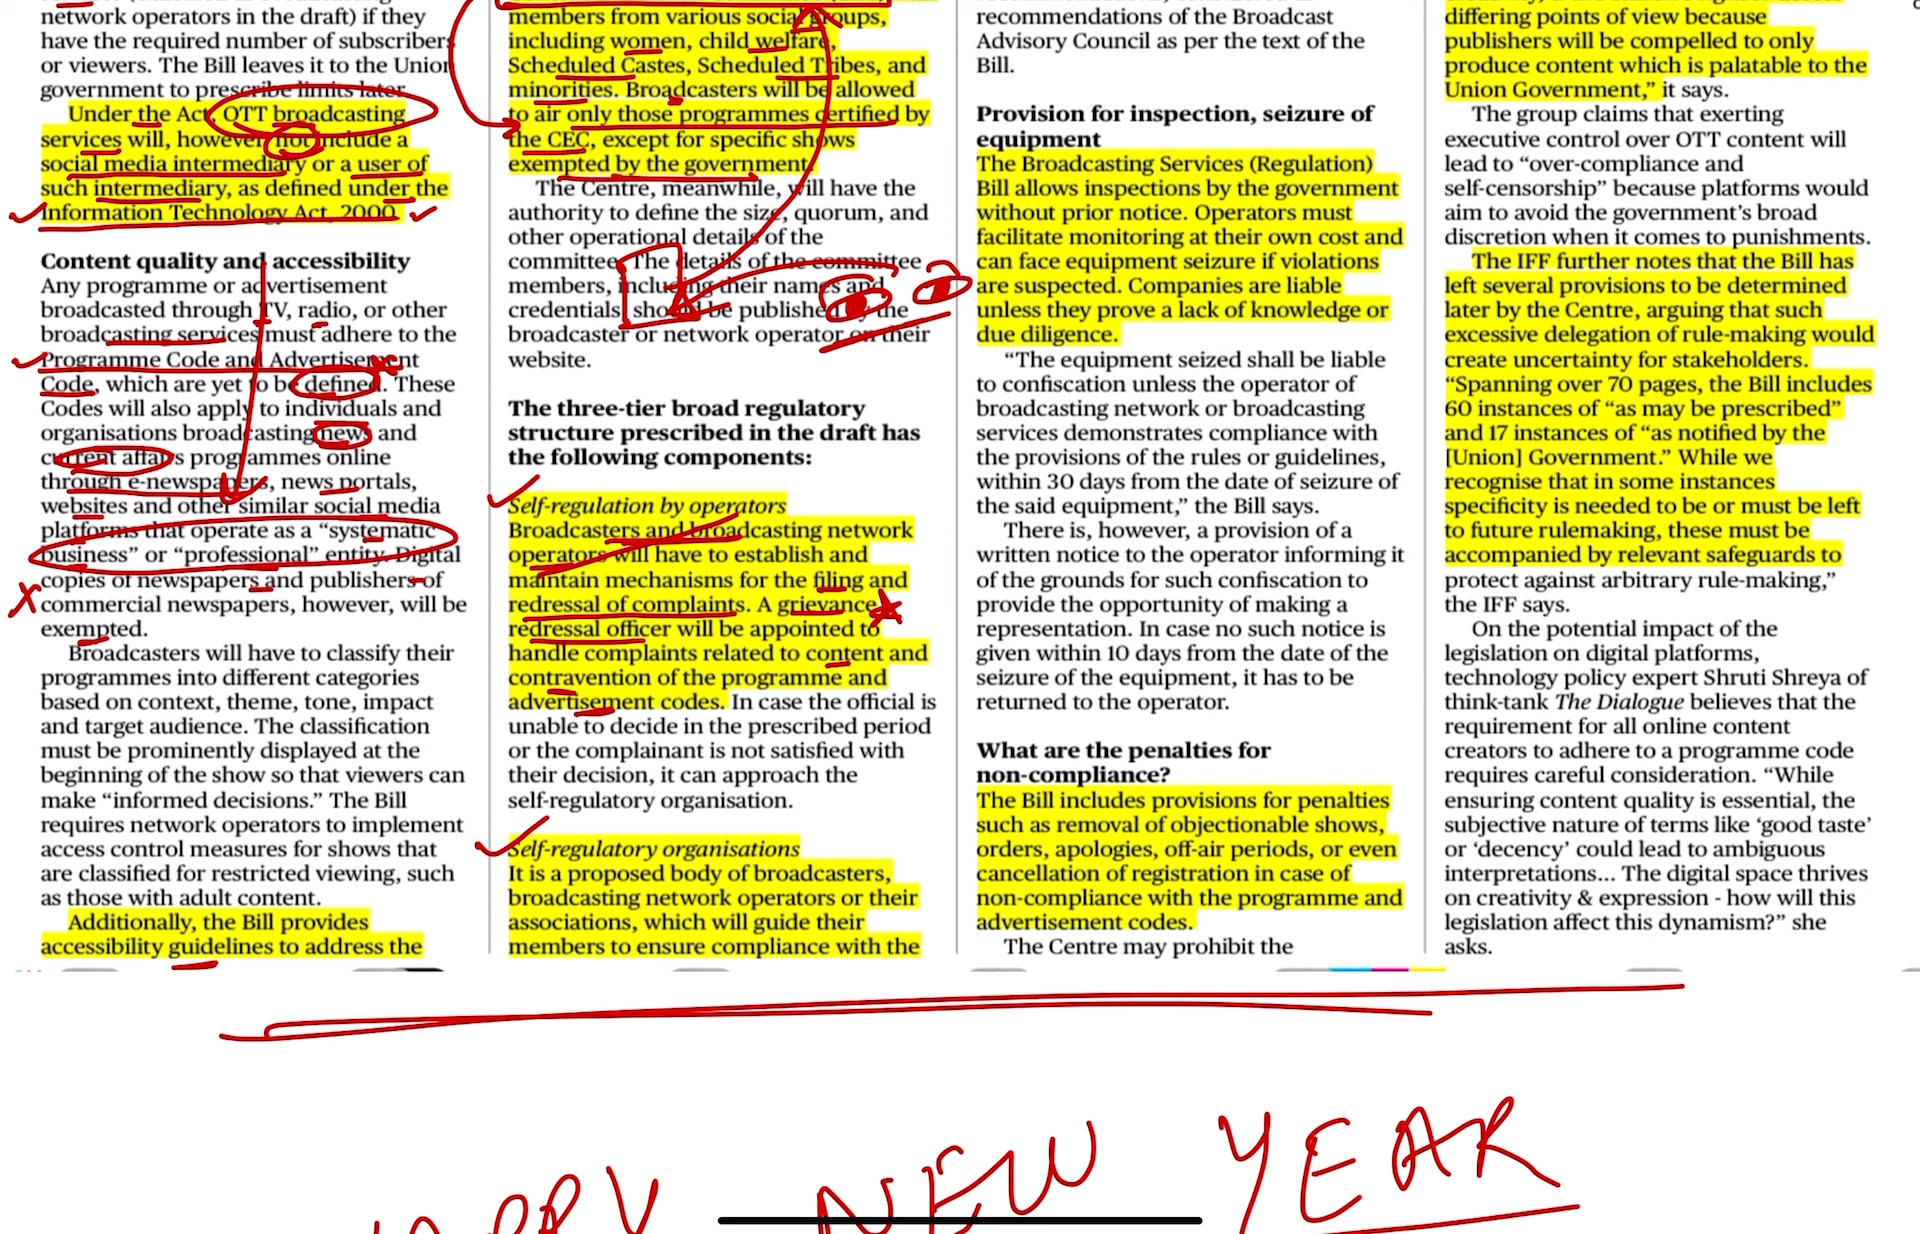 network operators in the draft) if they
have the required number of subscribers
or viewers. The Bill leaves it to the Union
government to prescribe limits later.
Under the Act, OTT broadcasting
services will, however, not include a
social media intermediary or a user of
such intermediary, as defined under the
Information Technology Act, 2000.
Content quality and accessibility
Any programme or advertisement
broadcasted through TV, radio, or other
broadcasting services must adhere to the
Programme Code and Advertisement
Code, which are yet to be defined. These
Codes will also apply to individuals and
organisations broadcasting news and
current affairs programmes online
through e-newspapers, news portals,
websites and other similar social media
platforms that operate as a “systematic
business” or “professional” entity. Digital
copies of newspapers and publishers of
commercial newspapers, however, will be
exempted.
Broadcasters will have to classify their
programmes into different categories
based on context, theme, tone, impact
and target audience. The classification
must be prominently displayed at the
beginning of the show so that viewers can
make “informed decisions.” The Bill
requires network operators to implement
access control measures for shows that
are classified for restricted viewing, such
as those with adult content.
Additionally, the Bill provides
accessibility guidelines to address the
members from various social groups,
including women, child welfare,
Scheduled Castes, Scheduled Tribes, and
minorities. Broadcasters will be allowed
to air only those programmes certified by
the CEC, except for specific shows
exempted by the government.
The Centre, meanwhile, will have the
authority to define the size, quorum, and
other operational details of the
committee. The details of the committee
members, including their names and
credentials, should be published by the
broadcaster or network operator on their
website.
The three-tier broad regulatory
structure prescribed in the draft has
the following components:
Self-regulation by operators
Broadcasters and broadcasting network
operators will have to establish and
maintain mechanisms for the filing and
redressal of complaints. A grievance
redressal officer will be appointed to
handle complaints related to content and
contravention of the programme and
advertisement codes. In case the official is
unable to decide in the prescribed period
or the complainant is not satisfied with
their decision, it can approach the
self-regulatory organisation.
Self-regulatory organisations
It is a proposed body of broadcasters,
broadcasting network operators or their
associations, which will guide their
members to ensure compliance with the
recommendations of the Broadcast
Advisory Council as per the text of the
Bill.
Provision for inspection, seizure of
equipment
The Broadcasting Services (Regulation)
Bill allows inspections by the government
without prior notice. Operators must
facilitate monitoring at their own cost and
can face equipment seizure if violations
are suspected. Companies are liable
unless they prove a lack of knowledge or
due diligence.
“The equipment seized shall be liable
to confiscation unless the operator of
broadcasting network or broadcasting
services demonstrates compliance with
the provisions of the rules or guidelines,
within 30 days from the date of seizure of
the said equipment,” the Bill says.
There is, however, a provision of a
written notice to the operator informing it
of the grounds for such confiscation to
provide the opportunity of making a
representation. In case no such notice is
given within 10 days from the date of the
seizure of the equipment, it has to be
returned to the operator.
What are the penalties for
non-compliance?
The Bill includes provisions for penalties
such as removal of objectionable shows,
orders, apologies, off-air periods, or even
cancellation of registration in case of
non-compliance with the programme and
advertisement codes.
The Centre may prohibit the
differing points of view because
publishers will be compelled to only
produce content which is palatable to the
Union Government,” it says.
The group claims that exerting
executive control over OTT content will
lead to “over-compliance and
self-censorship” because platforms would
aim to avoid the government’s broad
discretion when it comes to punishments.
The IFF further notes that the Bill has
left several provisions to be determined
later by the Centre, arguing that such
excessive delegation of rule-making would
create uncertainty for stakeholders.
“Spanning over 70 pages, the Bill includes
60 instances of “as may be prescribed”
and 17 instances of “as notified by the
[Union] Government.” While we
recognise that in some instances
specificity is needed to be or must be left
to future rulemaking, these must be
accompanied by relevant safeguards to
protect against arbitrary rule-making,”
the IFF says.
On the potential impact of the
legislation on digital platforms,
technology policy expert Shruti Shreya of
think-tank The Dialogue believes that the
requirement for all online content
creators to adhere to a programme code
requires careful consideration. “While
ensuring content quality is essential, the
subjective nature of terms like ‘good taste’
or ‘decency’ could lead to ambiguous
interpretations... The digital space thrives
on creativity & expression - how will this
legislation affect this dynamism?” she
asks.
HAPPY NEW YEAR